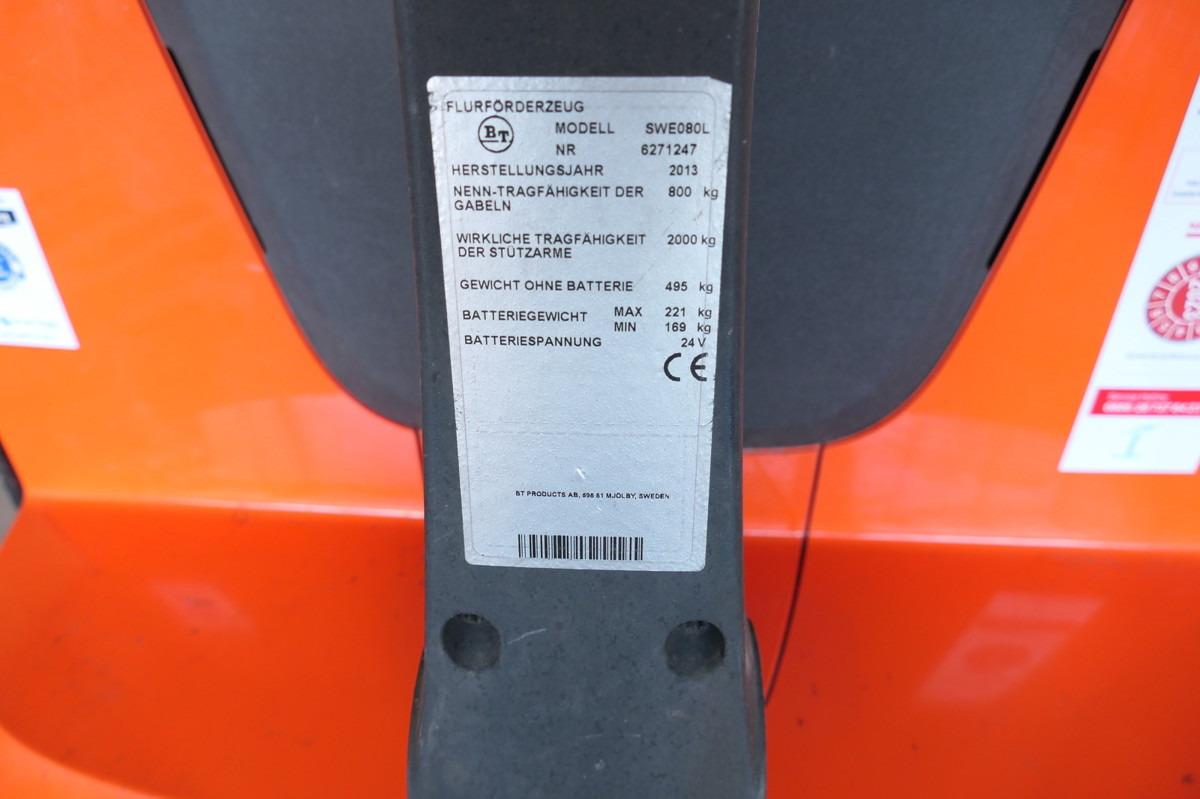 FLURFÖRDERZEUG
BT MODELL SWE080L
NR 6271247
HERSTELLUNGSJAHR 2013
NENN-TRAGFÄHIGKEIT DER 800 kg
GABELN
WIRKLICHE TRAGFÄHIGKEIT 2000 kg
DER STÜTZARME
GEWICHT OHNE BATTERIE 495 kg
BATTERIEGEWICHT MAX 221 kg
MIN 169 kg
BATTERIESPANNUNG 24 V
CE
BT PRODUCTS AB, 595 81 MJÖLBY, SWEDEN